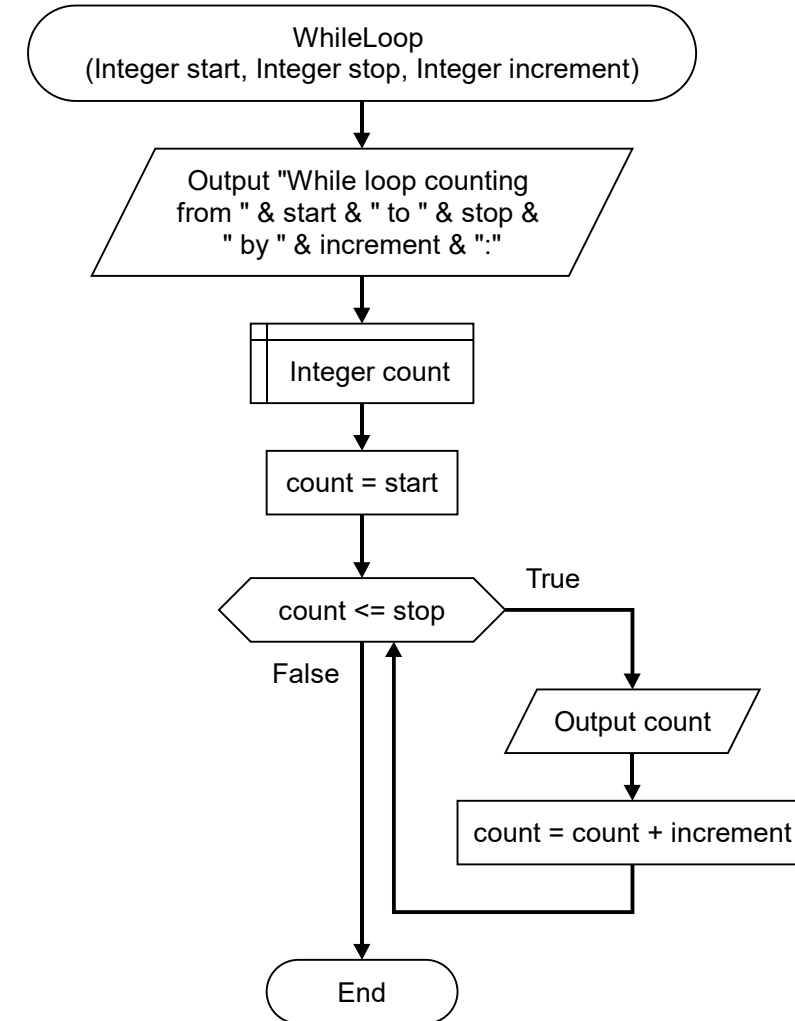 WhileLoop
(Integer start, Integer stop, Integer increment)
Output "While loop counting
from " & start & " to " & stop &
" by " & increment & ":"
Integer count
count = start
count <= stop
True
False
Output count
count = count + increment
End